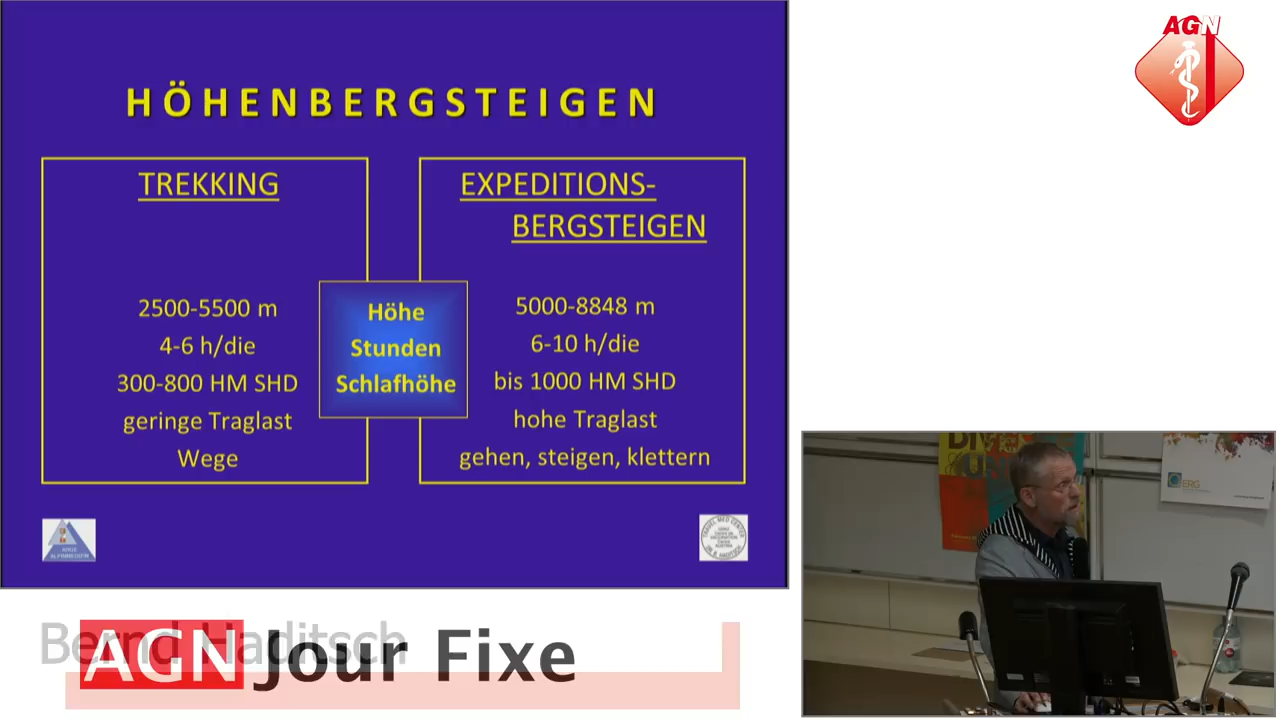 HÖHENBERGSTEIGEN
TREKKING
2500-5500 m
4-6 h/die
300-800 HM SHD
geringe Traglast
Wege
Höhe
Stunden
Schlafhöhe
EXPEDITIONS-
BERGSTEIGEN
5000-8848 m
6-10 h/die
bis 1000 HM SHD
hohe Traglast
gehen, steigen, klettern
AGN
ERG
Bernd Haditsch
AGN Jour Fixe